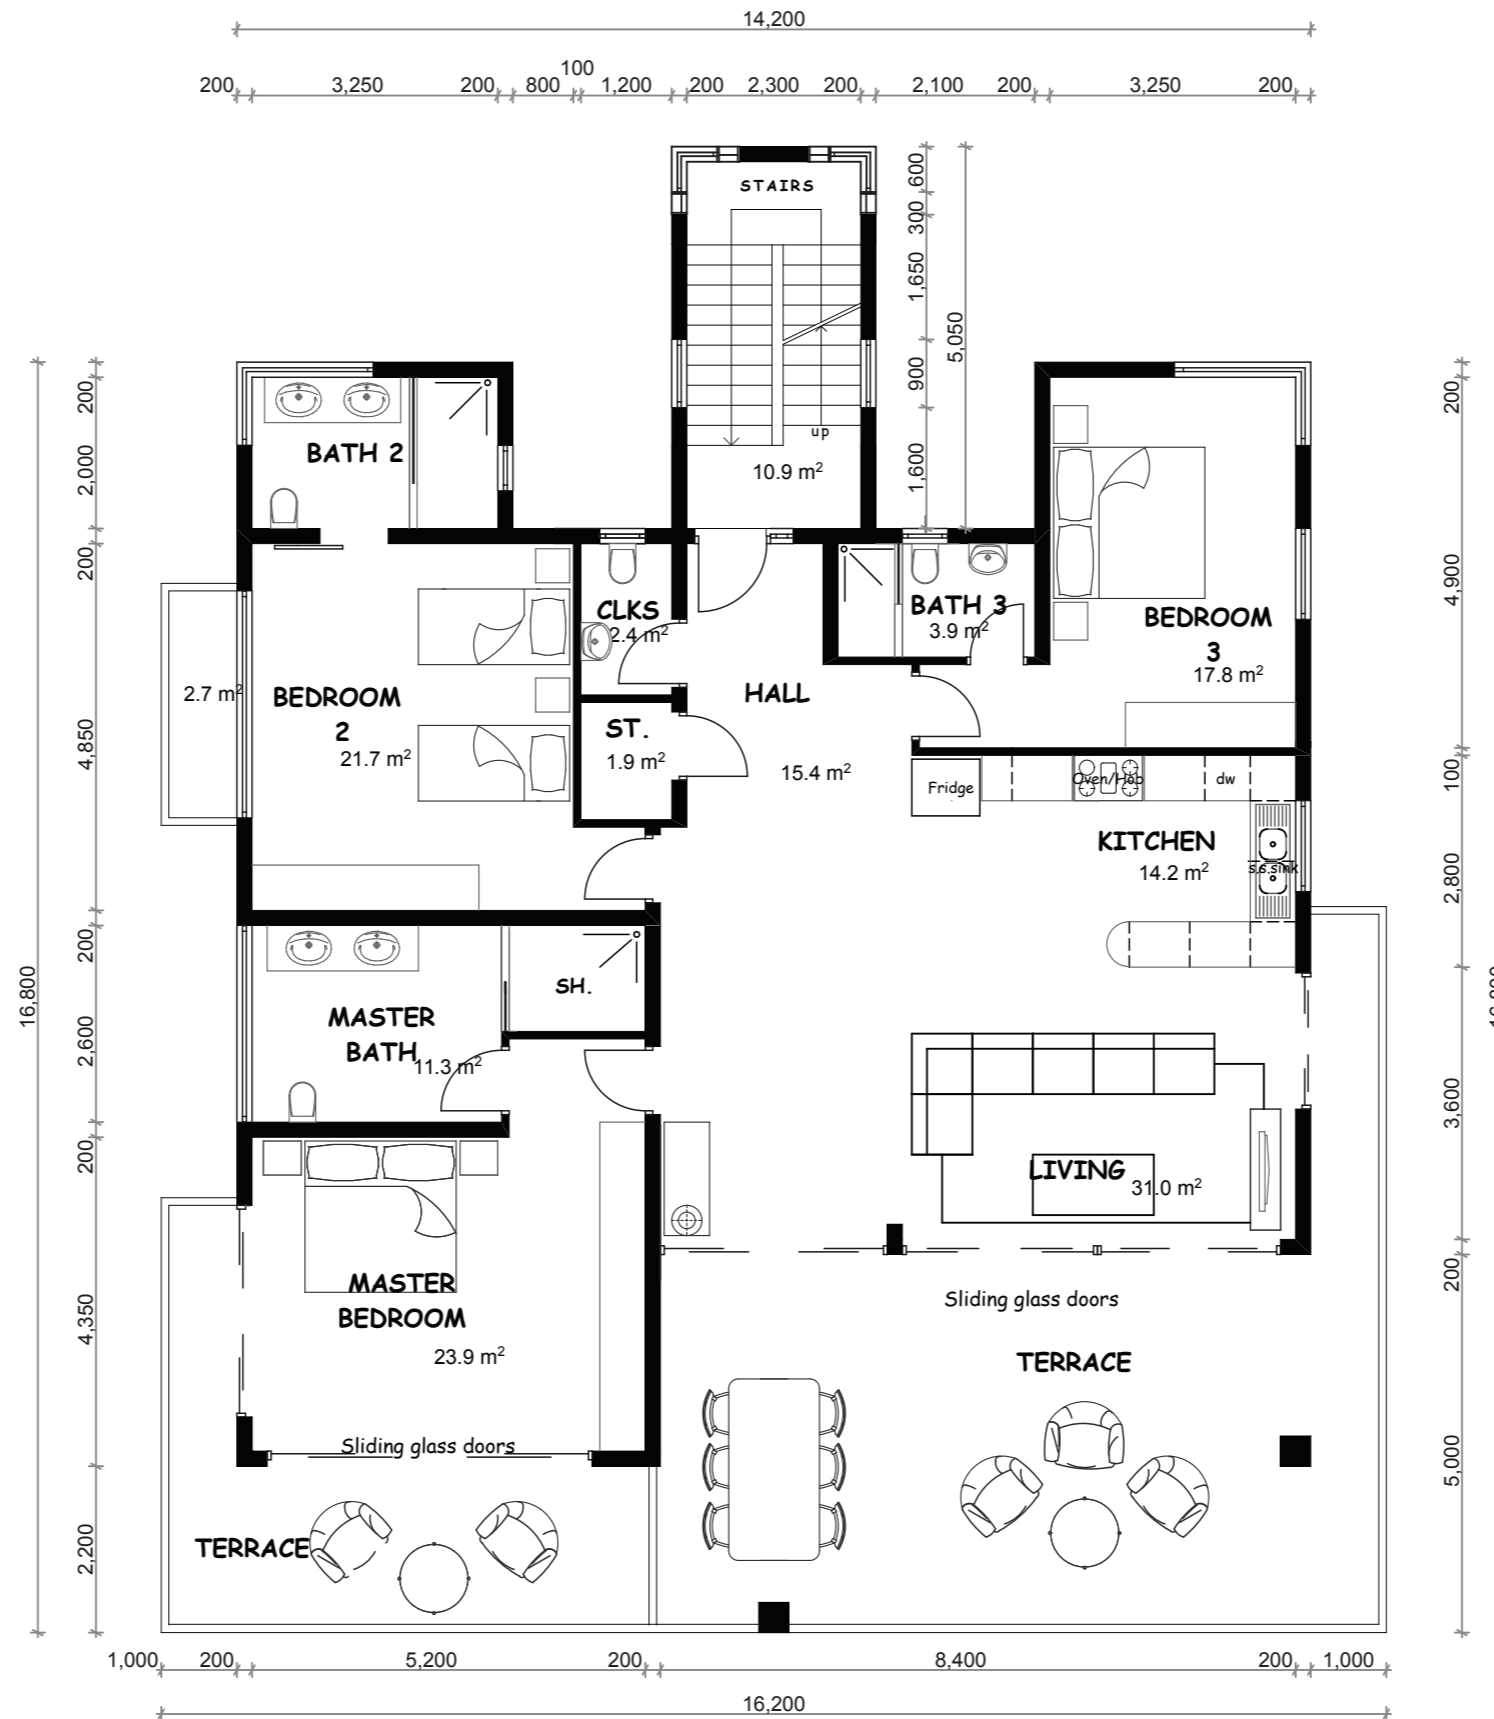 14,200
100
200 3,250 200 800 1,200 200 2,300 200 2,100 200 3,250 200
STAIRS
600
300
1,650
900
1,600
5,050
up
10.9 m²
BATH 2
CLKS
2.4 m²
BATH 3
3.9 m²
BEDROOM
3
17.8 m²
2.7 m²
BEDROOM
2
21.7 m²
ST.
1.9 m²
HALL
15.4 m²
Fridge
Oven/Hob
dw
KITCHEN
14.2 m²
s.s.sink
SH.
MASTER
BATH
11.3 m²
LIVING
31.0 m²
MASTER
BEDROOM
23.9 m²
Sliding glass doors
Sliding glass doors
TERRACE
TERRACE
200
2,000
200
4,850
200
2,600
200
4,350
2,200
16,800
200
4,900
100
2,800
3,600
200
5,000
1,000 200 5,200 200 8,400 200 1,000
16,200